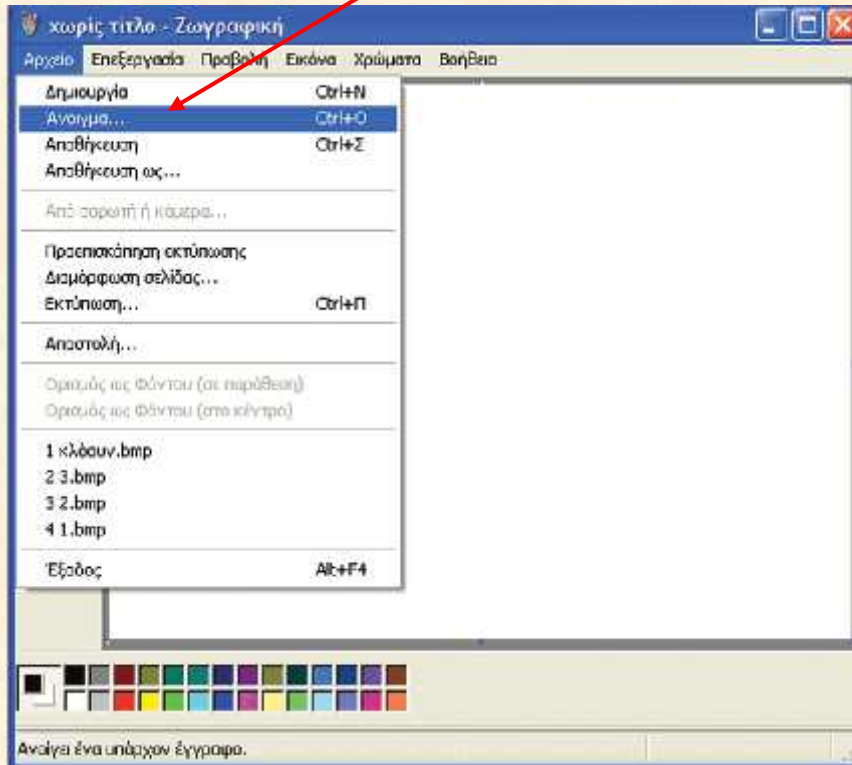 χωρίς τίτλο - Ζωγραφική
Αρχείο Επεξεργασία Προβολή Εικόνα Χρώματα Βοήθεια
Δημιουργία Ctrl+N
Άνοιγμα... Ctrl+O
Αποθήκευση Ctrl+Σ
Αποθήκευση ως...
Από σαρωτή ή κάμερα...
Προεπισκόπηση εκτύπωσης
Διαμόρφωση σελίδας...
Εκτύπωση... Ctrl+Π
Αποστολή...
Ορισμός ως Φόντου (σε παράθεση)
Ορισμός ως Φόντου (στο κέντρο)
1 κλόουν.bmp
2 3.bmp
3 2.bmp
4 1.bmp
Έξοδος Alt+F4
Ανοίγει ένα υπάρχον έγγραφο.